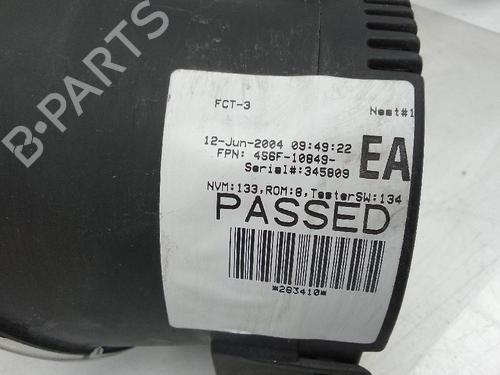 FCT-3 Nest#1
12-Jun-2004 09:49:22
FPN: 4S6F-10849-
EA
Serial#:345809
NVM:133,ROM:8,TesterSW:134
PASSED
*283410*
B